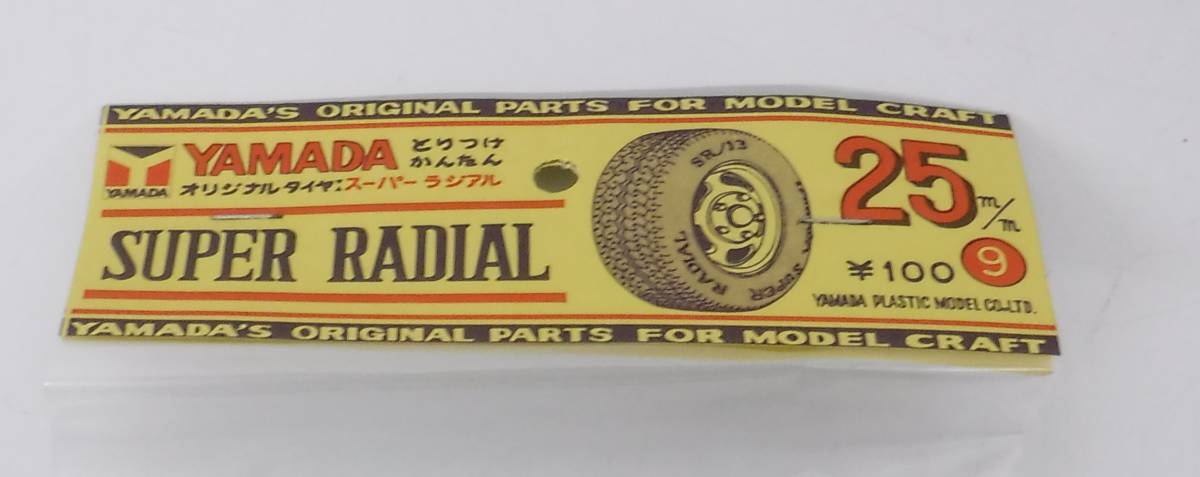 YAMADA'S ORIGINAL PARTS FOR MODEL CRAFT
YAMADA
YAMADA
とりつけ
かんたん
オリジナルタイヤ:スーパーラジアル
SUPER RADIAL
SR/13
SUPER RADIAL
25m/m
¥100 9
YAMADA PLASTIC MODEL CO.,LTD.
YAMADA'S ORIGINAL PARTS FOR MODEL CRAFT